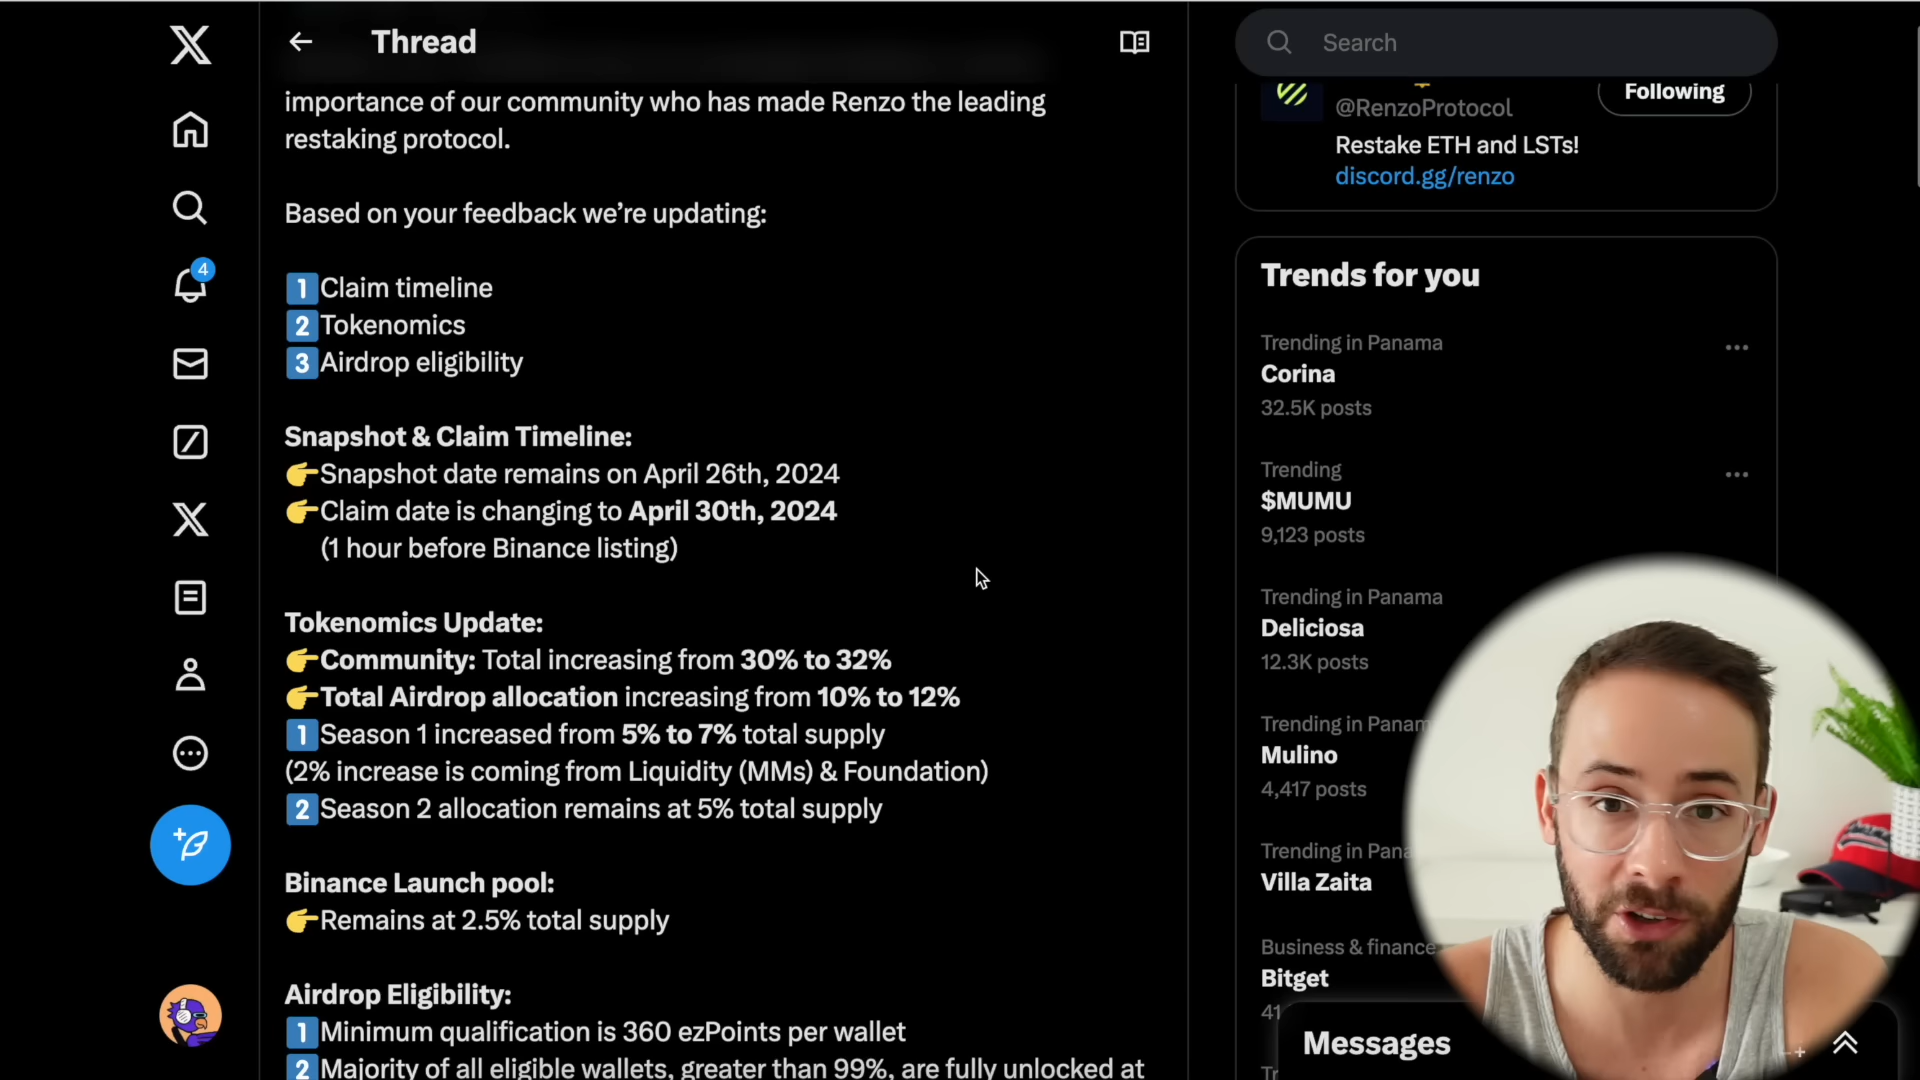 Thread
importance of our community who has made Renzo the leading
restaking protocol.
Based on your feedback we’re updating:
1 Claim timeline
2 Tokenomics
3 Airdrop eligibility
Snapshot & Claim Timeline:
👉Snapshot date remains on April 26th, 2024
👉Claim date is changing to April 30th, 2024
(1 hour before Binance listing)
Tokenomics Update:
👉Community: Total increasing from 30% to 32%
👉Total Airdrop allocation increasing from 10% to 12%
1 Season 1 increased from 5% to 7% total supply
(2% increase is coming from Liquidity (MMs) & Foundation)
2 Season 2 allocation remains at 5% total supply
Binance Launch pool:
👉Remains at 2.5% total supply
Airdrop Eligibility:
1 Minimum qualification is 360 ezPoints per wallet
2 Majority of all eligible wallets, greater than 99%, are fully unlocked at
4
Search
@RenzoProtocol
Following
Restake ETH and LSTs!
discord.gg/renzo
Trends for you
Trending in Panama
Corina
32.5K posts
Trending
$MUMU
9,123 posts
Trending in Panama
Deliciosa
12.3K posts
Trending in Panam
Mulino
4,417 posts
Trending in Pana
Villa Zaita
Business & finance
Bitget
41
Messages